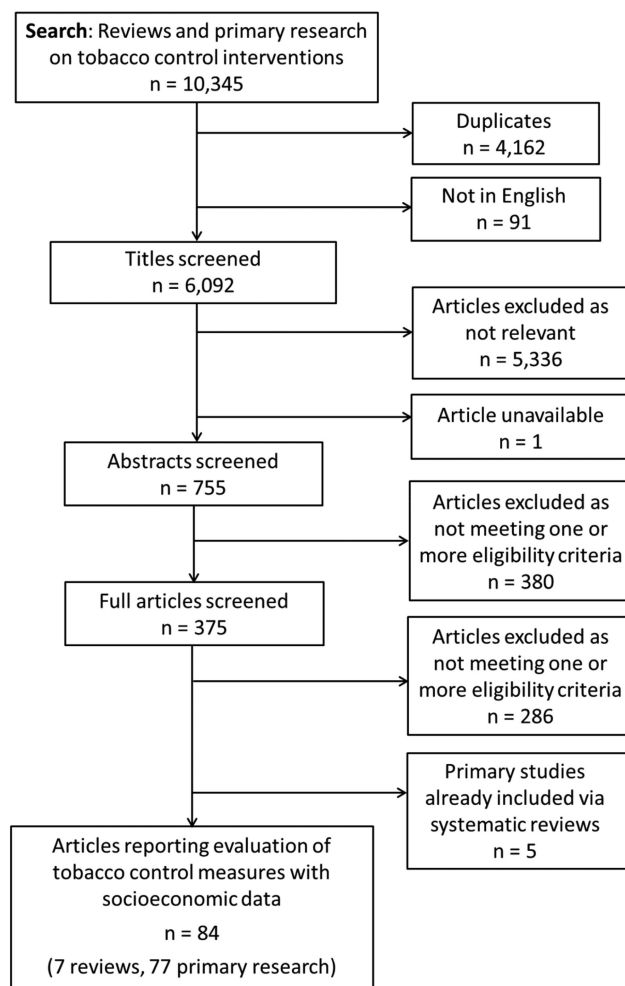 Search: Reviews and primary research
on tobacco control interventions
n = 10,345
Duplicates
n = 4,162
Not in English
n = 91
Titles screened
n = 6,092
Articles excluded as
not relevant
n = 5,336
Article unavailable
n = 1
Abstracts screened
n = 755
Articles excluded as
not meeting one or
more eligibility criteria
n = 380
Full articles screened
n = 375
Articles excluded as
not meeting one or
more eligibility criteria
n = 286
Primary studies
already included via
systematic reviews
n = 5
Articles reporting evaluation of
tobacco control measures with
socioeconomic data
n = 84
(7 reviews, 77 primary research)